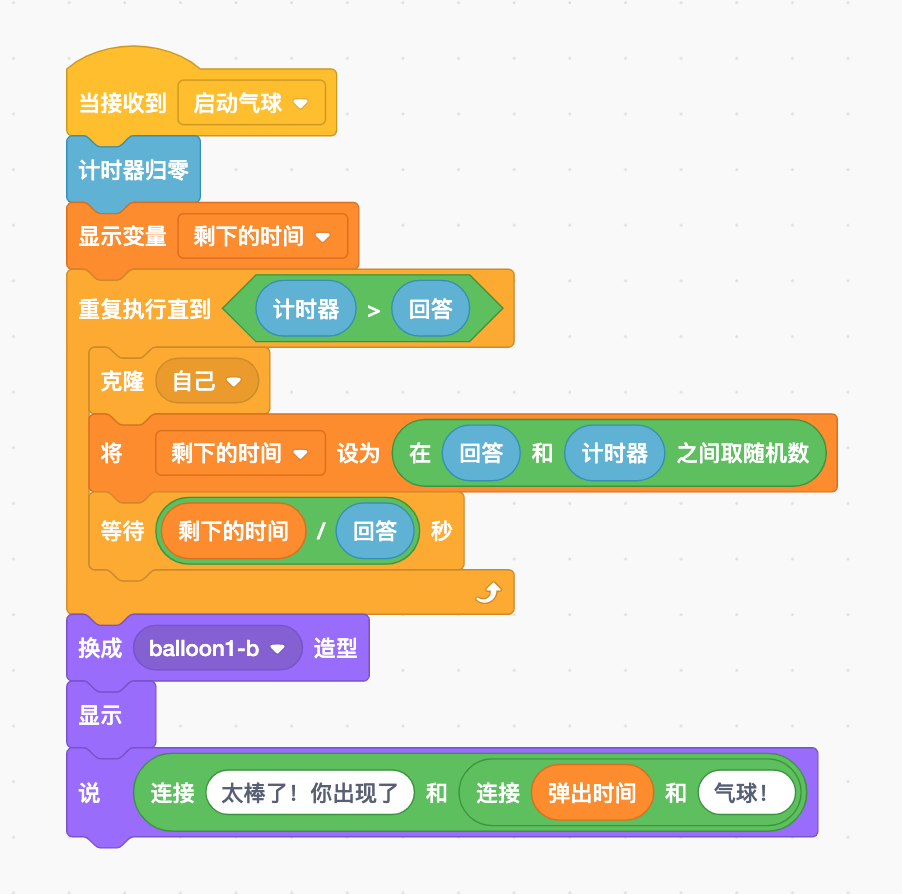 当接收到 启动气球
计时器归零
显示变量 剩下的时间
重复执行直到 计时器 > 回答
克隆 自己
将 剩下的时间 设为 在 回答 和 计时器 之间取随机数
等待 剩下的时间 / 回答 秒
换成 balloon1-b 造型
显示
说 连接 太棒了！你出现了 和 连接 弹出时间 和 气球！